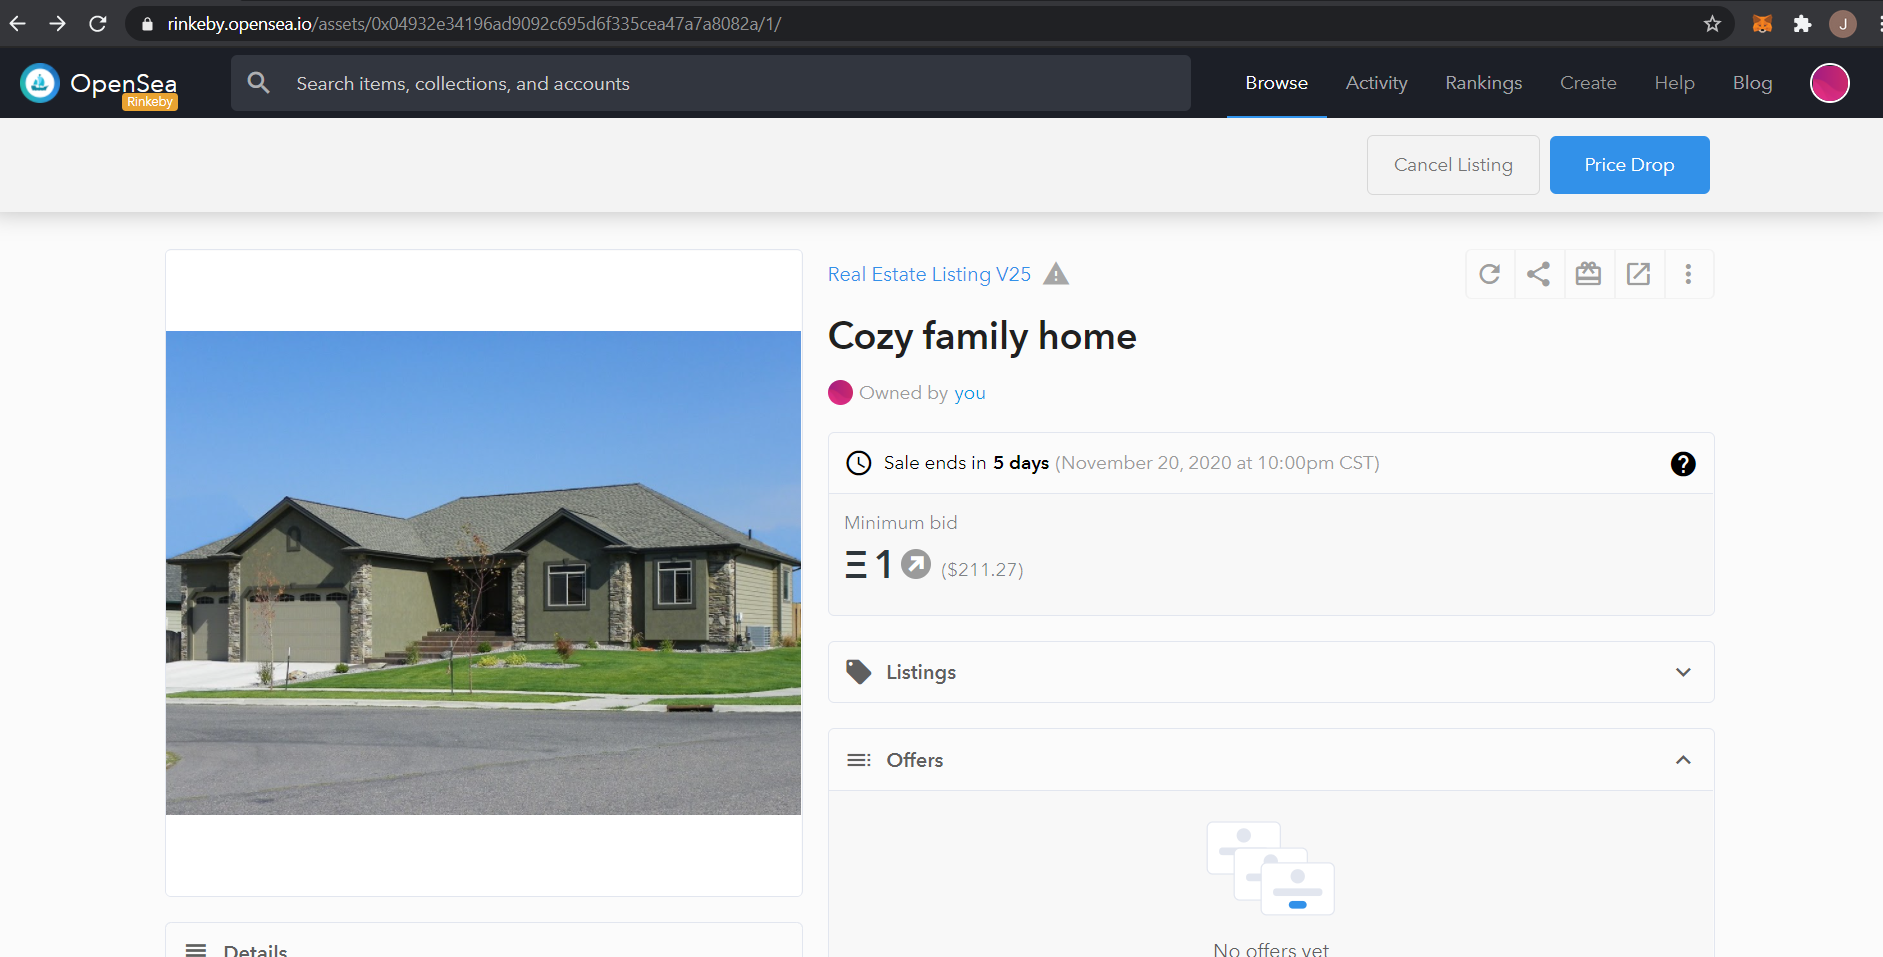 rinkeby.opensea.io/assets/0x04932e34196ad9092c695d6f335cea47a7a8082a/1/
J
OpenSea
Rinkeby
Search items, collections, and accounts
Browse
Activity
Rankings
Create
Help
Blog
Cancel Listing
Price Drop
Real Estate Listing V25
Cozy family home
Owned by you
Sale ends in 5 days (November 20, 2020 at 10:00pm CST)
?
Minimum bid
Ξ 1 ($211.27)
Listings
Offers
No offers yet
Details